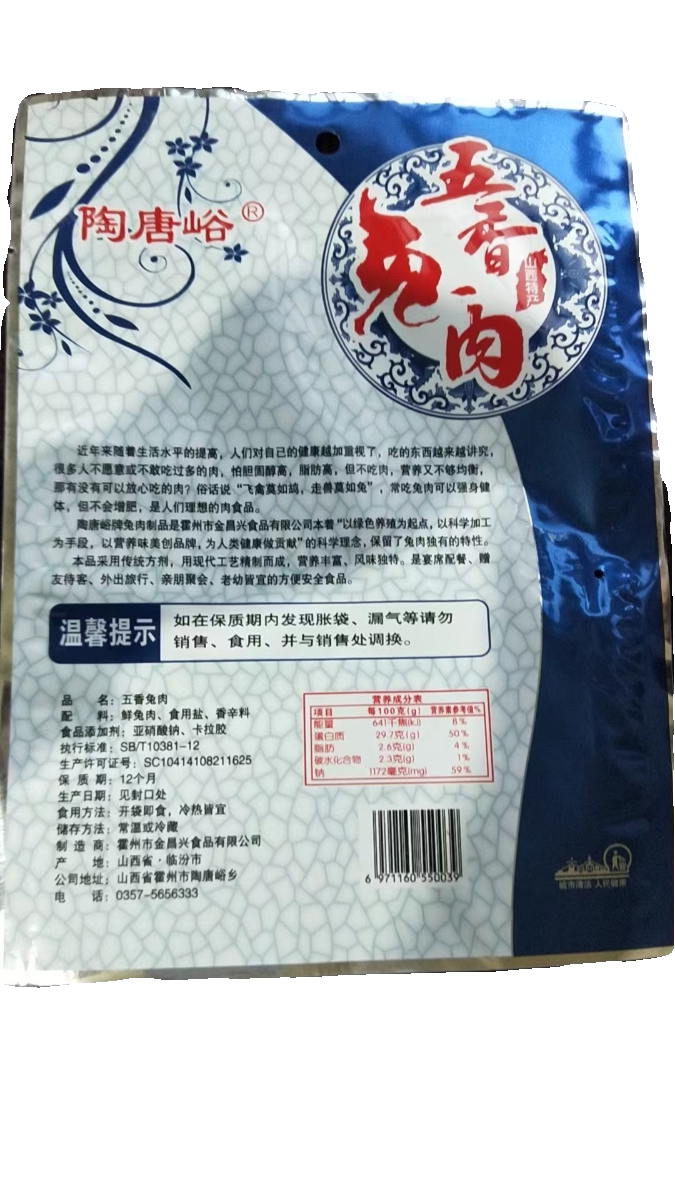 陶唐峪®
五香
兔肉
山西特产
近年来随着生活水平的提高，人们对自己的健康越加重视了，吃的东西越来越讲究，
很多人不愿意或不敢吃过多的肉，怕胆固醇高，脂肪高，但不吃肉，营养又不够均衡，
那有没有可以放心吃的肉？俗话说“飞禽莫如鸪，走兽莫如兔”，常吃兔肉可以强身健
体，但不会增肥，是人们理想的肉食品。
陶唐峪牌兔肉制品是霍州市金昌兴食品有限公司本着“以绿色养殖为起点，以科学加工
为手段，以营养味美创品牌，为人类健康做贡献”的科学理念，保留了兔肉独有的特性。
本品采用传统方剂，用现代工艺精制而成，营养丰富、风味独特。是宴席配餐、赠
友待客、外出旅行、亲朋聚会、老幼皆宜的方便安全食品。
温馨提示
如在保质期内发现胀袋、漏气等请勿
销售、食用、并与销售处调换。
品名：五香兔肉
配料：鲜兔肉、食用盐、香辛料
食品添加剂：亚硝酸钠、卡拉胶
执行标准：SB/T10381-12
生产许可证号：SC10414108211625
保质期：12个月
生产日期：见封口处
食用方法：开袋即食，冷热皆宜
储存方法：常温或冷藏
制造商：霍州市金昌兴食品有限公司
产地：山西省·临汾市
公司地址：山西省霍州市陶唐峪乡
电话：0357-5656333
营养成分表
项目 每100克(g) 营养素参考值%
能量 641千焦(kJ) 8%
蛋白质 29.7克(g) 50%
脂肪 2.6克(g) 4%
碳水化合物 2.3克(g) 1%
钠 1172毫克(mg) 59%
6 971160 550039
城市清洁 人民健康